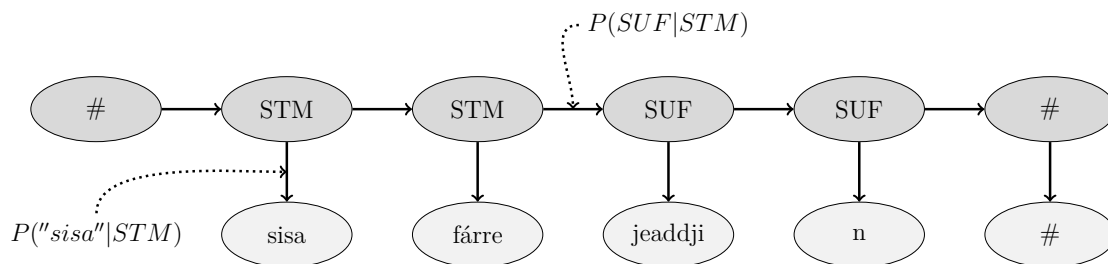 P(SUF|STM)
# STM STM SUF SUF #
P("sisa"|STM)
sisa fárre jeaddji n #